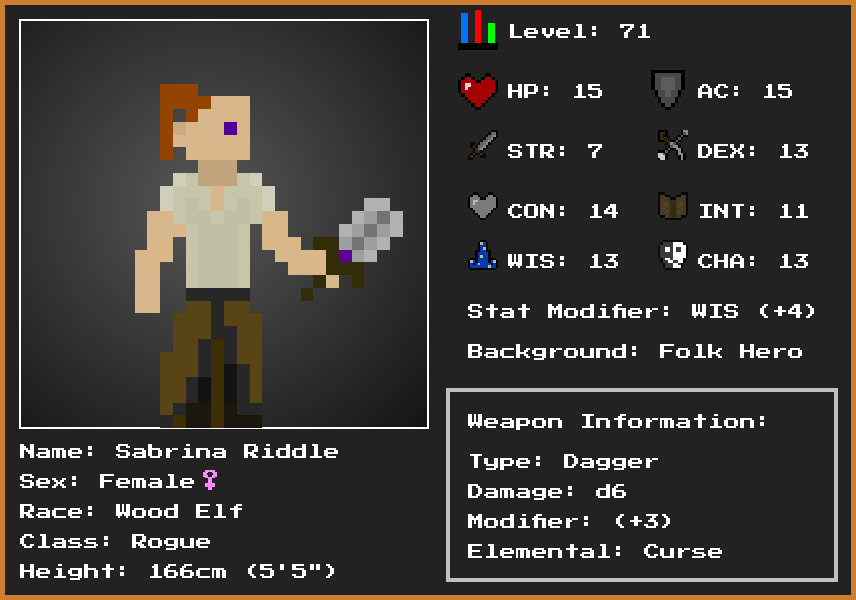 Level: 71
HP: 15
AC: 15
STR: 7
DEX: 13
CON: 14
INT: 11
WIS: 13
CHA: 13
Stat Modifier: WIS (+4)
Background: Folk Hero
Weapon Information:
Type: Dagger
Damage: d6
Modifier: (+3)
Elemental: Curse
Name: Sabrina Riddle
Sex: Female♀
Race: Wood Elf
Class: Rogue
Height: 166cm (5'5")